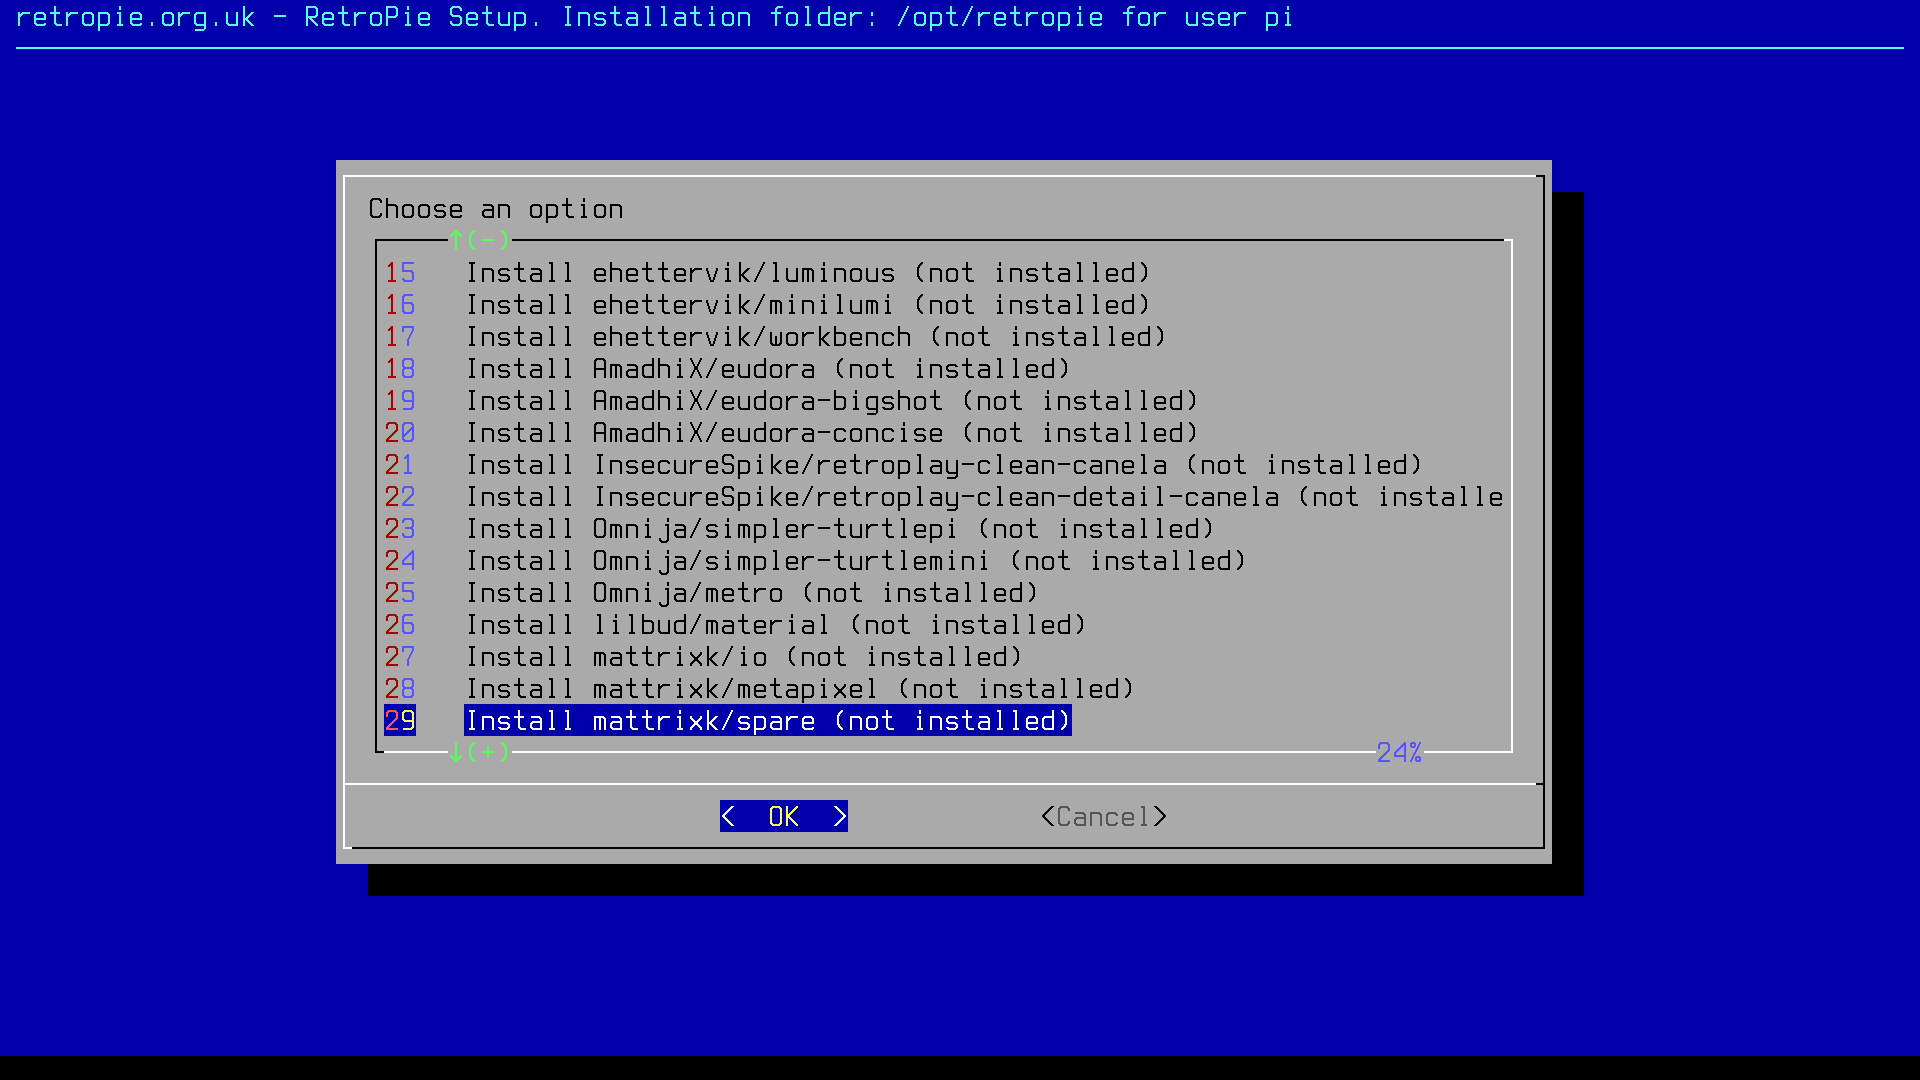 retropie.org.uk - RetroPie Setup. Installation folder: /opt/retropie for user pi
Choose an option
↑(-)
15 Install ehettervik/luminous (not installed)
16 Install ehettervik/minilumi (not installed)
17 Install ehettervik/workbench (not installed)
18 Install AmadhiX/eudora (not installed)
19 Install AmadhiX/eudora-bigshot (not installed)
20 Install AmadhiX/eudora-concise (not installed)
21 Install InsecureSpike/retroplay-clean-canela (not installed)
22 Install InsecureSpike/retroplay-clean-detail-canela (not installe
23 Install Omnija/simpler-turtlepi (not installed)
24 Install Omnija/simpler-turtlemini (not installed)
25 Install Omnija/metro (not installed)
26 Install lilbud/material (not installed)
27 Install mattrixk/io (not installed)
28 Install mattrixk/metapixel (not installed)
29 Install mattrixk/spare (not installed)
↓(+) 24%
< OK > <Cancel>